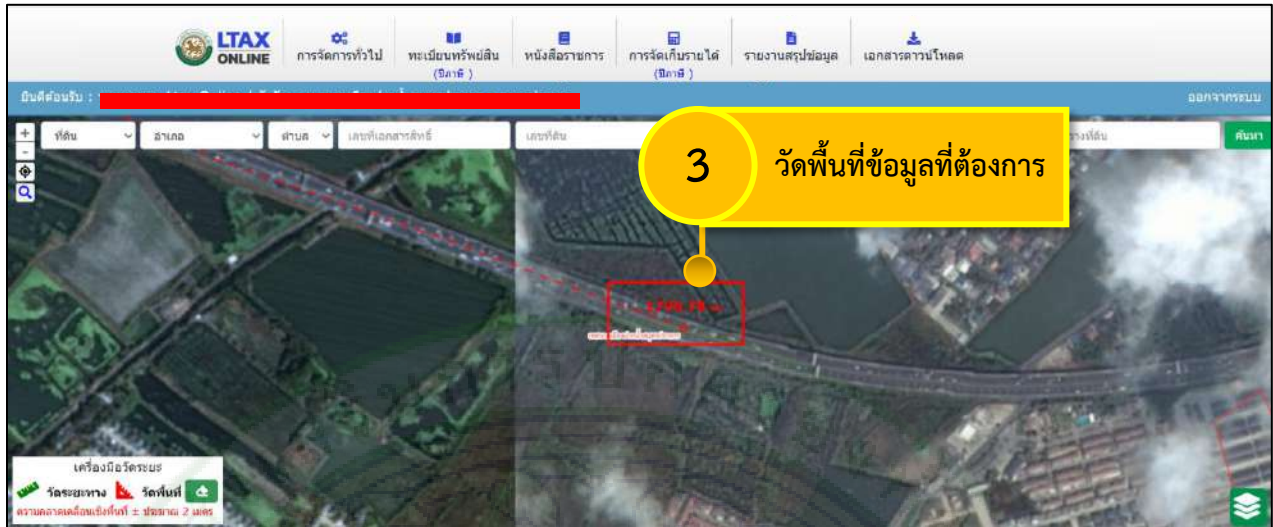 LTAX
ONLINE
การจัดการทั่วไป
ทะเบียนทรัพย์สิน
(ปีภาษี )
หนังสือราชการ
การจัดเก็บรายได้
(ปีภาษี )
รายงานสรุปข้อมูล
เอกสารดาวน์โหลด
ยินดีต้อนรับ :
ออกจากระบบ
+ ที่ดิน อำเภอ ตำบล เลขที่เอกสารสิทธิ์ เลขที่ดิน ค้นหา
-
3 วัดพื้นที่ข้อมูลที่ต้องการ
เครื่องมือวัดระยะ
วัดระยะทาง วัดพื้นที่
ความคลาดเคลื่อนเชิงพื้นที่ ± ประมาณ 2 เมตร